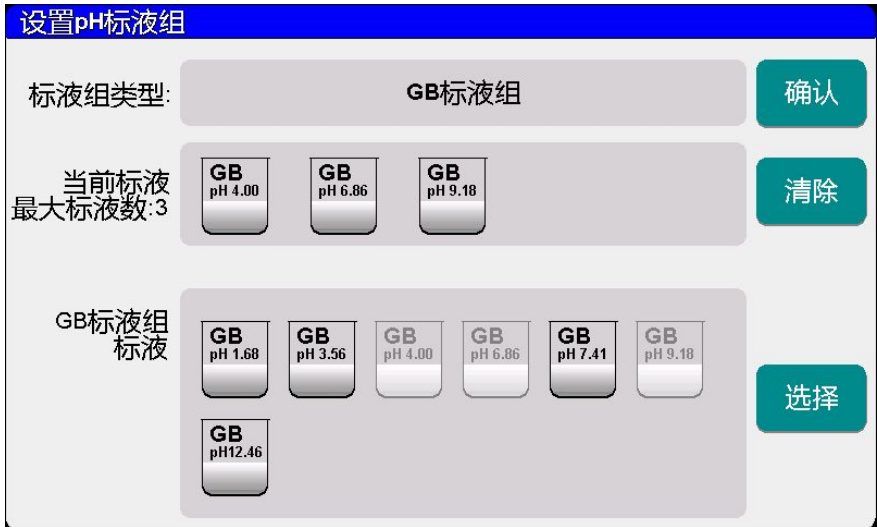 设置pH标液组
标液组类型:
GB标液组
确认
当前标液
最大标液数:3
GB
pH 4.00
GB
pH 6.86
GB
pH 9.18
清除
GB标液组
标液
GB
pH 1.68
GB
pH 3.56
GB
pH 4.00
GB
pH 6.86
GB
pH 7.41
GB
pH 9.18
GB
pH12.46
选择